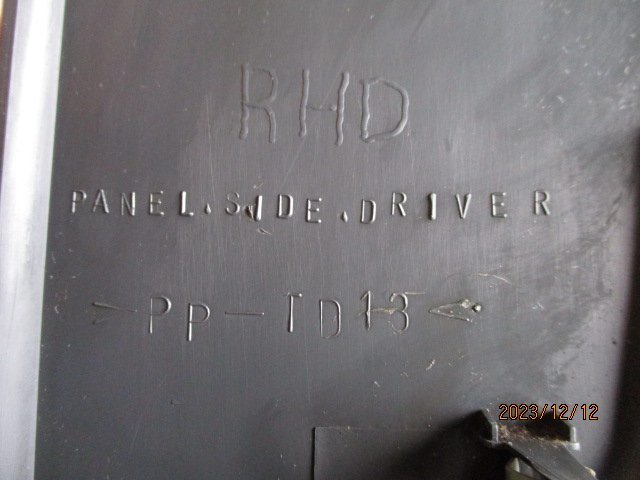 RHD
PANEL.SIDE.DRIVER
>PP-TD13<
2023/12/12